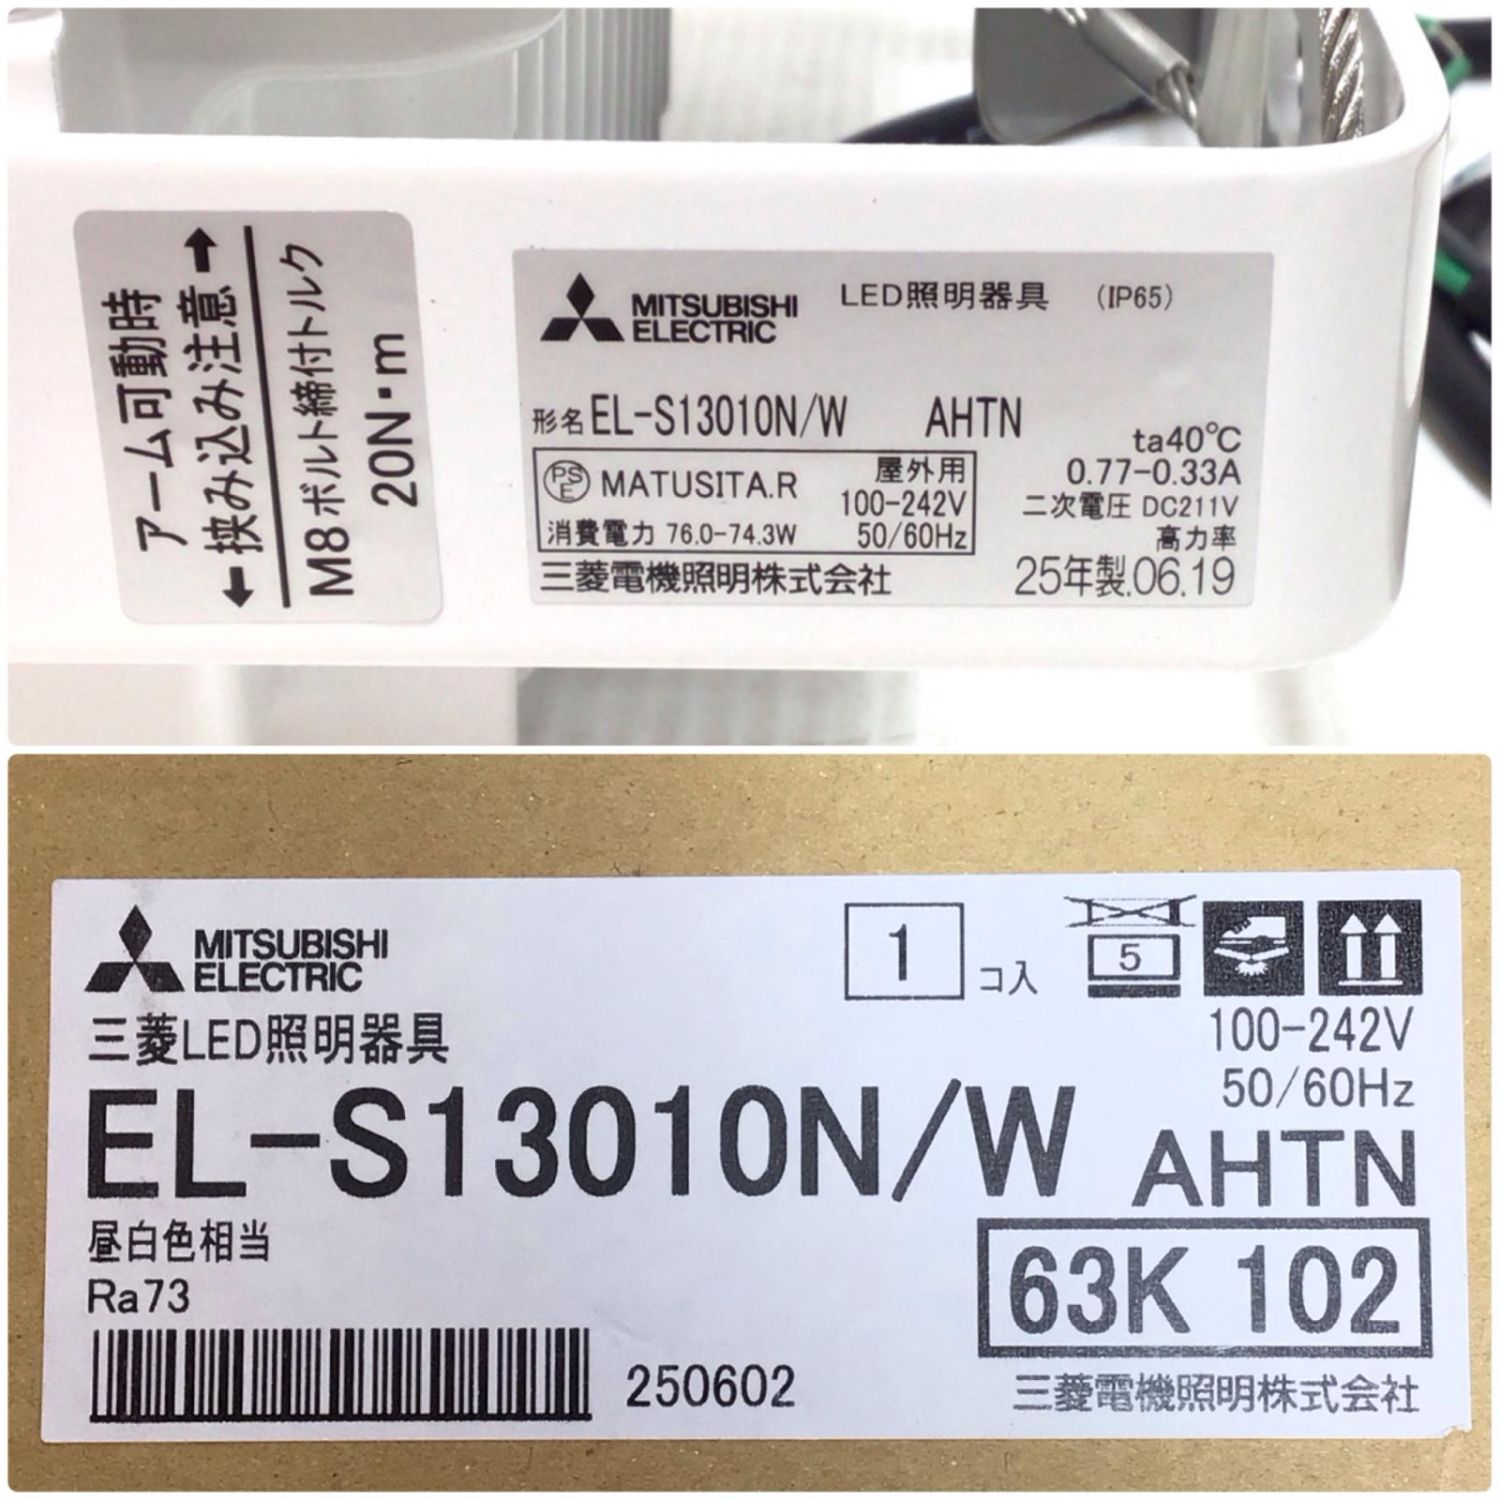 アーム可動時
←挟み込み注意→
M8ボルト締付トルク
20N・m
MITSUBISHI ELECTRIC
LED照明器具 (IP65)
形名 EL-S13010N/W AHTN
ta40℃
PSE MATUSITA.R 屋外用
0.77-0.33A
100-242V
二次電圧 DC211V
消費電力 76.0-74.3W 50/60Hz
高力率
三菱電機照明株式会社 25年製.06.19
MITSUBISHI ELECTRIC
1 コ入
5
三菱LED照明器具
100-242V
50/60Hz
EL-S13010N/W AHTN
昼白色相当
Ra73
63K 102
250602
三菱電機照明株式会社